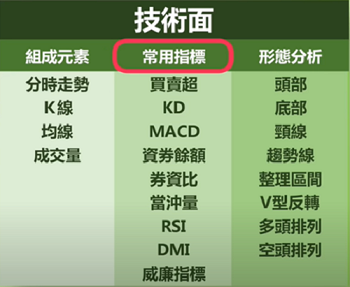 技術面
組成元素 常用指標 形態分析
分時走勢 買賣超 頭部
K線 KD 底部
均線 MACD 頸線
成交量 資券餘額 趨勢線
券資比 整理區間
當沖量 V型反轉
RSI 多頭排列
DMI 空頭排列
威廉指標